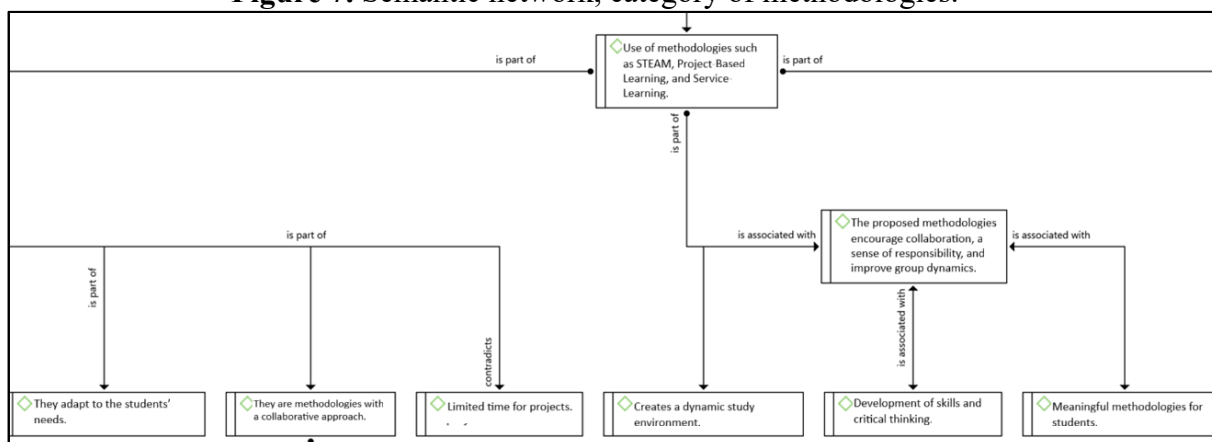 Figure 7. Semantic network, category of methodologies.
Use of methodologies such
as STEAM, Project-Based
Learning, and Service-
Learning.
is part of
is part of
is part of
The proposed methodologies
encourage collaboration, a
sense of responsibility, and
improve group dynamics.
is part of
is associated with
is associated with
is part of
is associated with
contradicts
They adapt to the students'
needs.
They are methodologies with
a collaborative approach.
Limited time for projects.
Creates a dynamic study
environment.
Development of skills and
critical thinking.
Meaningful methodologies for
students.